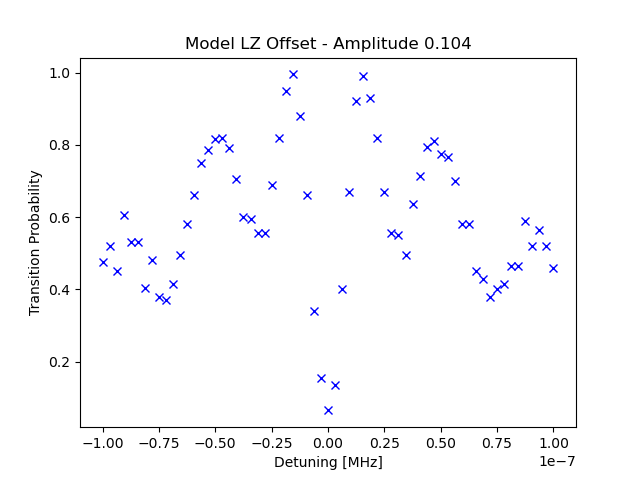 Model LZ Offset - Amplitude 0.104
Transition Probability
1.0
0.8
0.6
0.4
0.2
−1.00 −0.75 −0.50 −0.25 0.00 0.25 0.50 0.75 1.00
1e−7
Detuning [MHz]